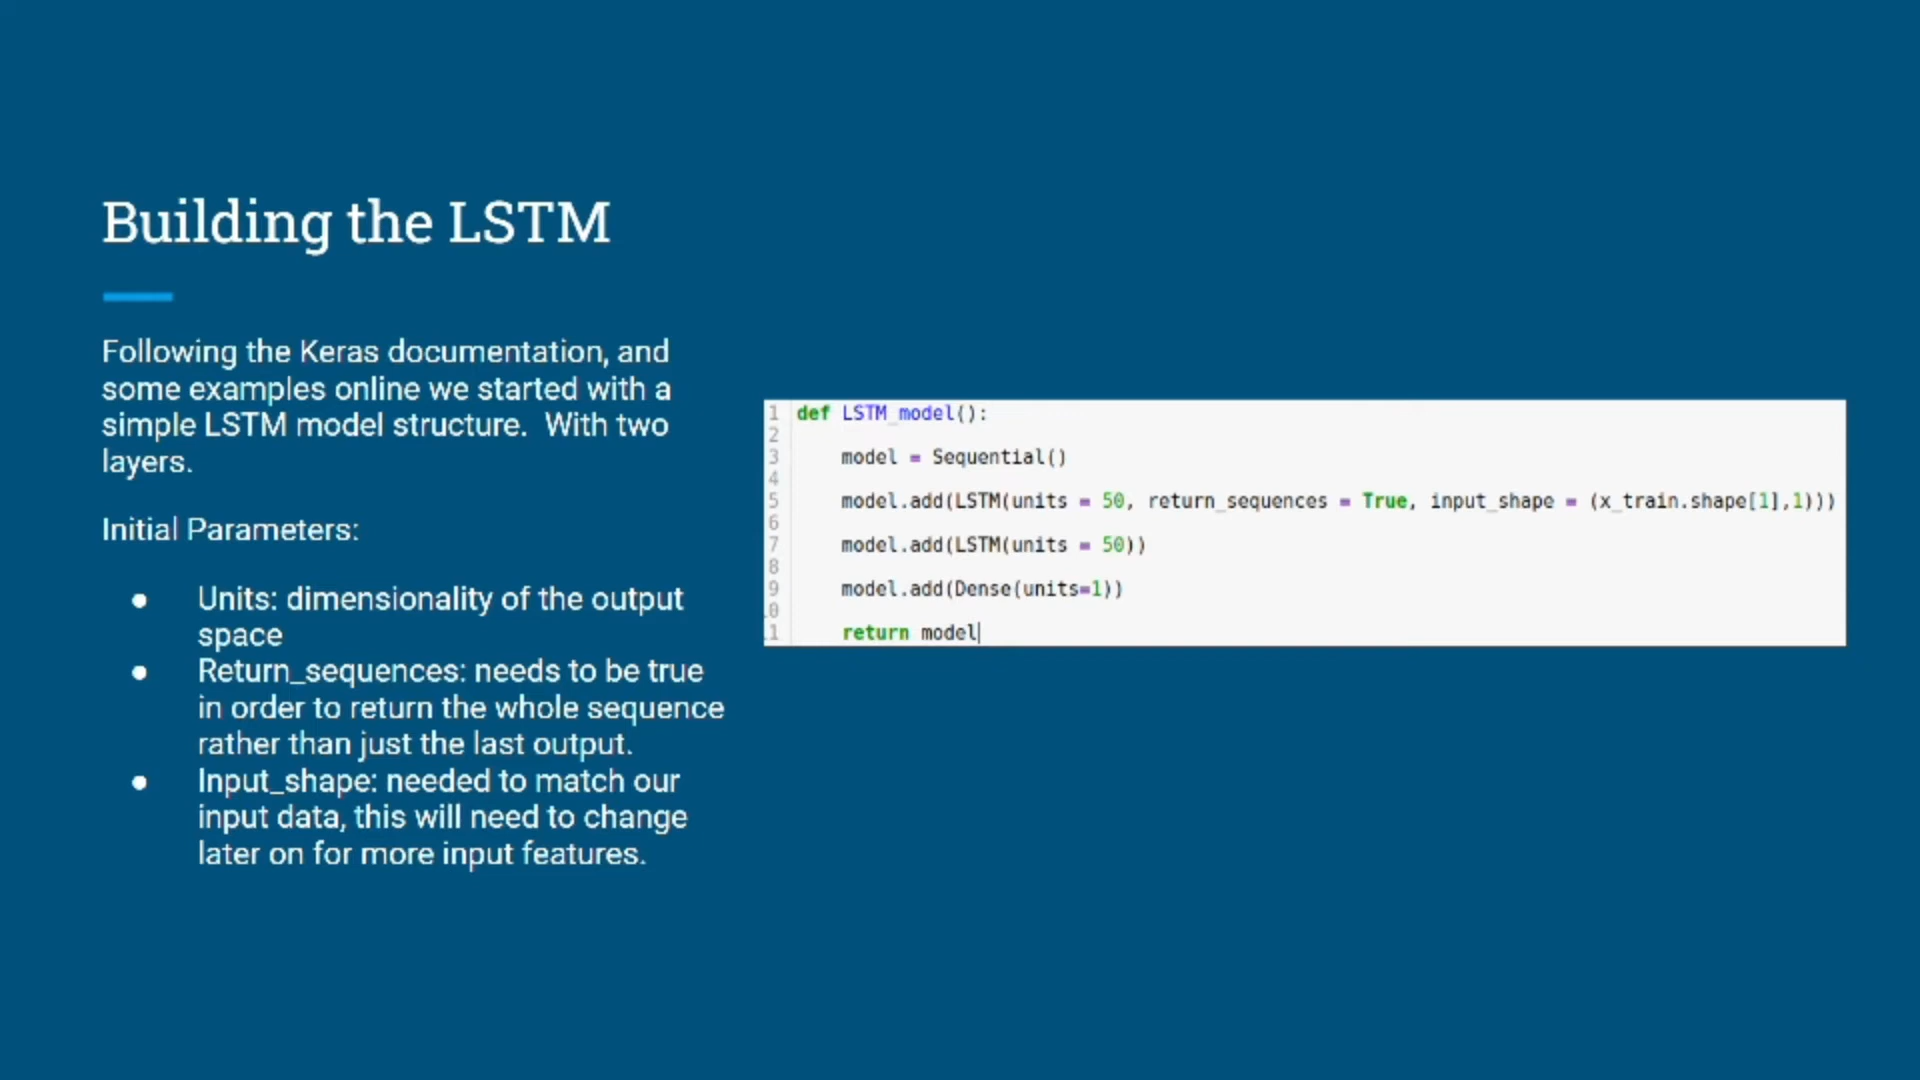 Building the LSTM
Following the Keras documentation, and
some examples online we started with a
simple LSTM model structure.  With two
layers.
Initial Parameters:
● Units: dimensionality of the output
space
● Return_sequences: needs to be true
in order to return the whole sequence
rather than just the last output.
● Input_shape: needed to match our
input data, this will need to change
later on for more input features.
1 def LSTM_model():
2
3     model = Sequential()
4
5     model.add(LSTM(units = 50, return_sequences = True, input_shape = (x_train.shape[1],1)))
6
7     model.add(LSTM(units = 50))
8
9     model.add(Dense(units=1))
10
11     return model